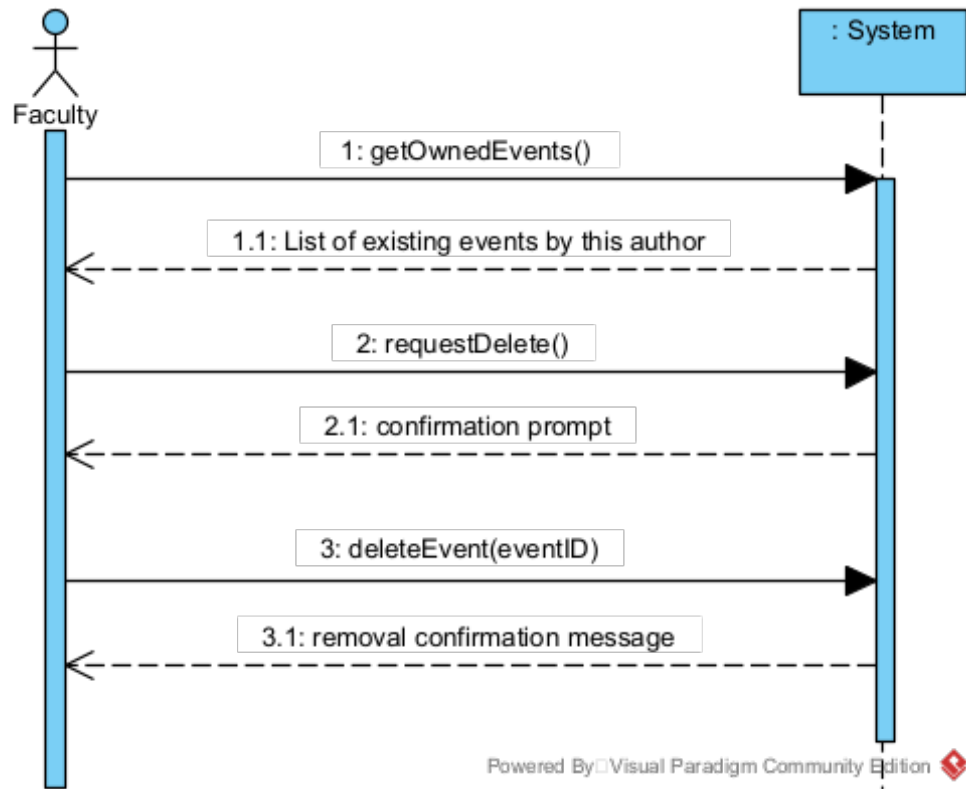 : System
Faculty
1: getOwnedEvents()
1.1: List of existing events by this author
2: requestDelete()
2.1: confirmation prompt
3: deleteEvent(eventID)
3.1: removal confirmation message
Powered By□Visual Paradigm Community Edition